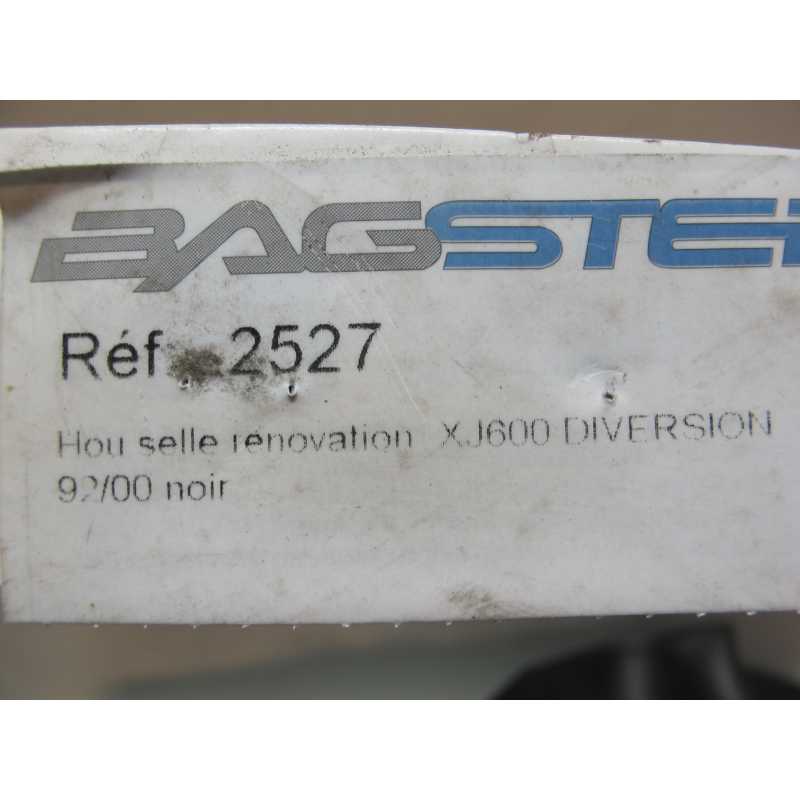 BAGSTE
Réf 2527
Hou selle rénovation XJ600 DIVERSION
92/00 noir